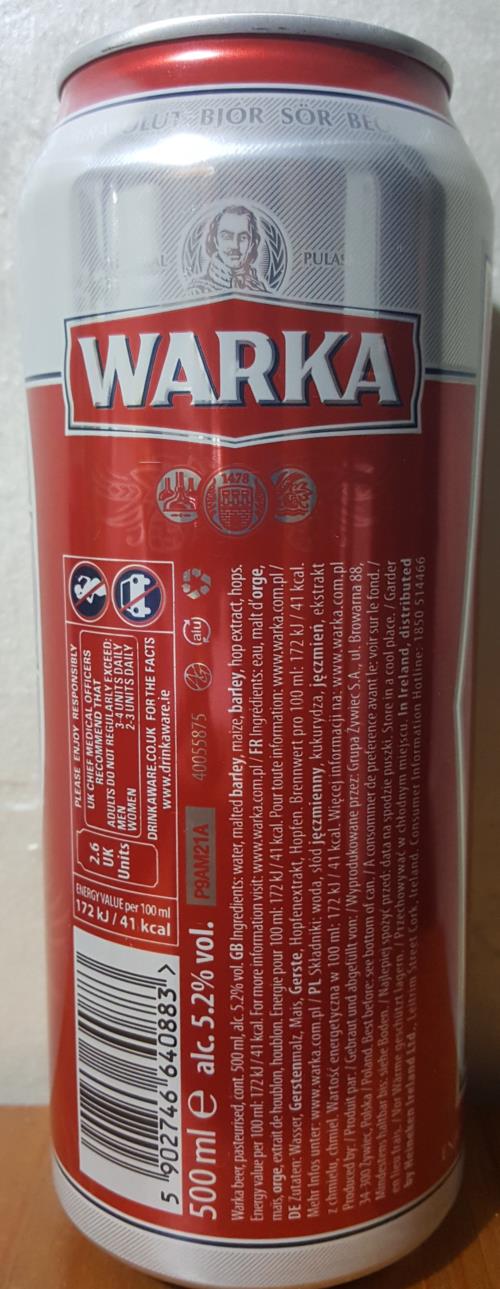 OLUT BJÓR SÖR
PULAS
WARKA
1478
PLEASE ENJOY RESPONSIBLY
UK CHIEF MEDICAL OFFICERS
RECOMMEND THAT
ADULTS DO NOT REGULARLY EXCEED:
MEN 3-4 UNITS DAILY
WOMEN 2-3 UNITS DAILY
DRINKAWARE.CO.UK FOR THE FACTS
www.drinkaware.ie
2.6
UK
Units
ENERGY VALUE per 100 ml
172 kJ / 41 kcal
5 902746 640883 >
500 ml e alc. 5.2% vol. P9AM21A 40055875 alu
Warka beer, pasteurised, cont. 500 ml, alc. 5.2% vol. GB Ingredients: water, malted barley, maize, barley, hop extract, hops.
Energy value per 100 ml: 172 kJ / 41 kcal. For more information visit: www.warka.com.pl / FR Ingrédients: eau, malt d'orge,
maïs, orge, extrait de houblon, houblon. Énergie pour 100 ml: 172 kJ / 41 kcal. Pour toute information: www.warka.com.pl /
DE Zutaten: Wasser, Gerstenmalz, Mais, Gerste, Hopfenextrakt, Hopfen. Brennwert pro 100 ml: 172 kJ / 41 kcal.
Mehr Infos unter: www.warka.com.pl / PL Składniki: woda, słód jęczmienny, kukurydza, jęczmień, ekstrakt
z chmielu, chmiel. Wartość energetyczna w 100 ml: 172 kJ / 41 kcal. Więcej informacji na: www.warka.com.pl
Produced by: / Produit par: / Gebraut und abgefüllt von: / Wyprodukowane przez: Grupa Żywiec S.A., ul. Browarna 88,
34-300 Żywiec, Polska / Poland. Best before: see bottom of can. / A consommer de préférence avant le: voir sur le fond. /
Mindestens haltbar bis: siehe Boden. / Najlepiej spożyć przed: data na spodzie puszki. Store in a cool place. / Garder
en lieu frais. / Vor Wärme geschützt lagern. / Przechowywać w chłodnym miejscu. In Ireland, distributed
by Heineken Ireland Ltd., Leitrim Street Cork, Ireland. Consumer Information Hotline: 1850 514466